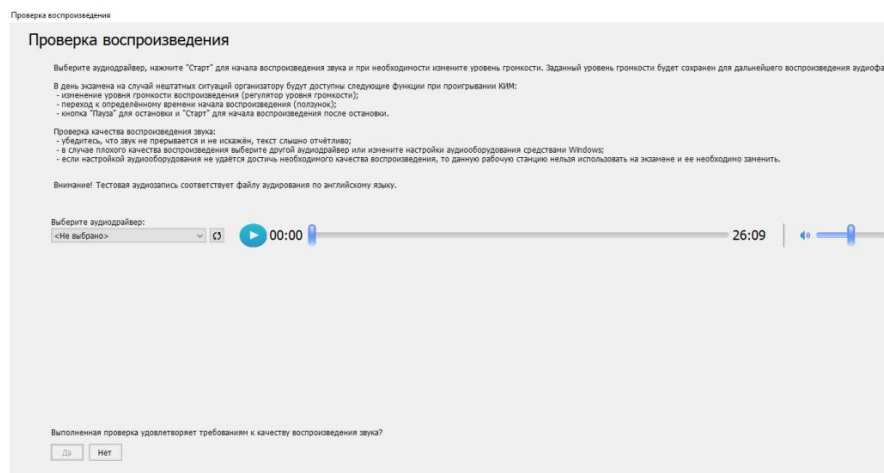 Проверка воспроизведения
Проверка воспроизведения
Выберите аудиодрайвер, нажмите "Старт" для начала воспроизведения звука и при необходимости измените уровень громкости. Заданный уровень громкости будет сохранен для дальнейшего воспроизведения
В день экзамена на случай нештатных ситуаций организатору будут доступны следующие функции при проигрывании КИМ:
- изменение уровня громкости воспроизведения (регулятор уровня громкости);
- переход к определённому времени начала воспроизведения (ползунок);
- кнопка "Пауза" для остановки и "Старт" для начала воспроизведения после остановки.
Проверка качества воспроизведения звука:
- убедитесь, что звук не прерывается и не искажён, текст слышно отчётливо;
- в случае плохого качества воспроизведения выберите другой аудиодрайвер или измените настройки аудиооборудования средствами Windows;
- если настройкой аудиооборудования не удаётся достичь необходимого качества воспроизведения, то данную рабочую станцию нельзя использовать на экзамене и ее необходимо заменить.
Внимание! Тестовая аудиозапись соответствует файлу аудирования по английскому языку.
Выберите аудиодрайвер:
<Не выбрано>
00:00
26:09
Выполненная проверка удовлетворяет требованиям к качеству воспроизведения звука?
Да
Нет